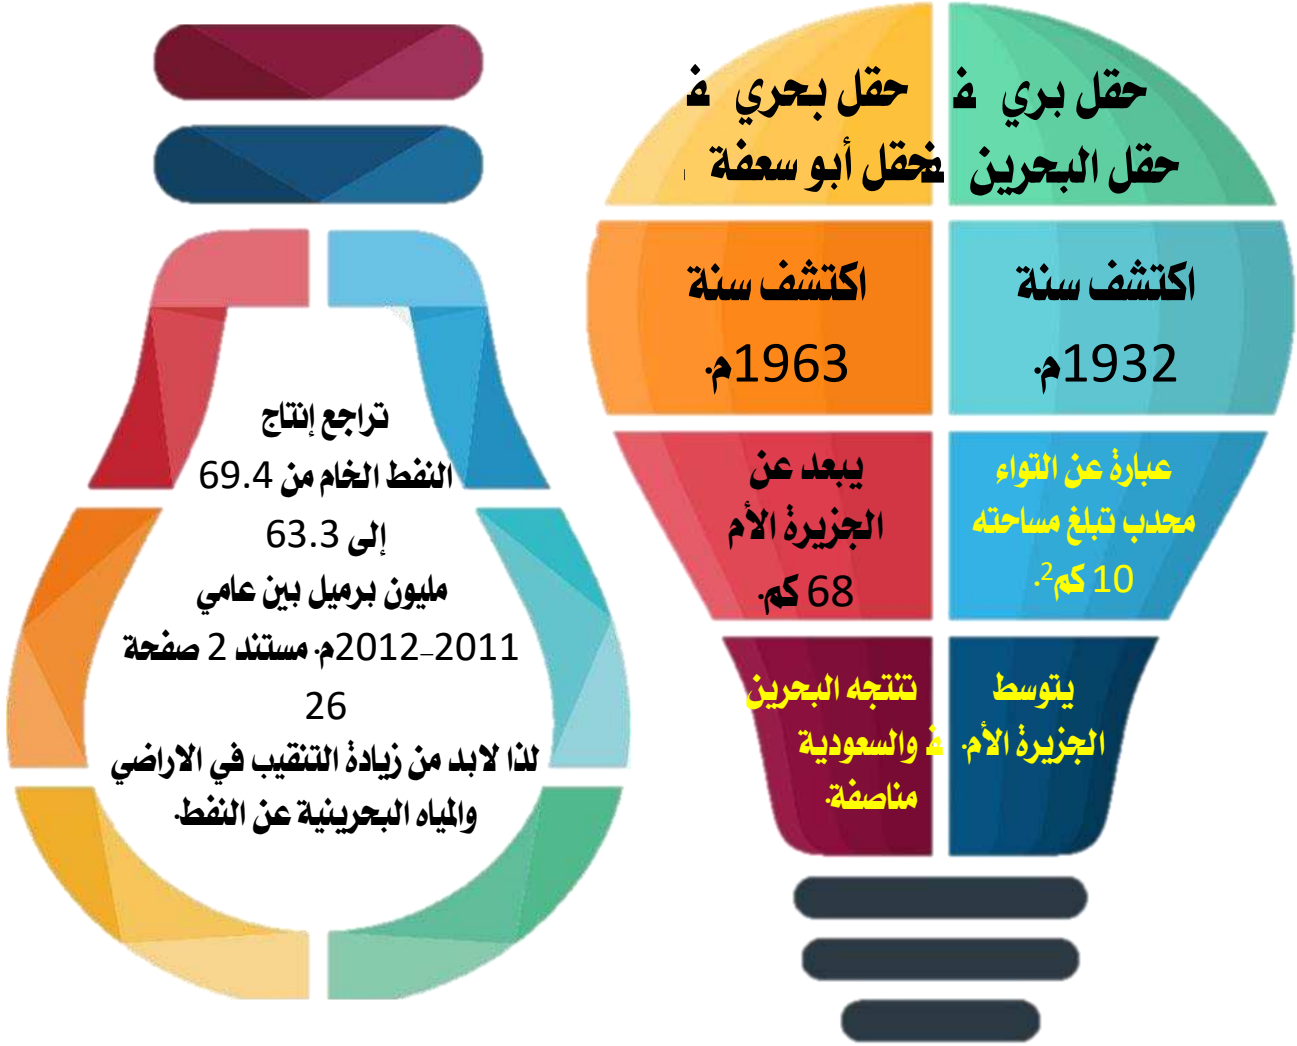 حقل بري ف
حقل البحرين ف
اكتشف سنة
1932م.
عبارة عن التواء
محدب تبلغ مساحته
10 كم².
يتوسط
الجزيرة الأم. ف
حقل بحري ف
حقل أبو سعفة
اكتشف سنة
1963م.
يبعد عن
الجزيرة الأم
68 كم.
تنتجه البحرين
والسعودية
مناصفة.
تراجع إنتاج
النفط الخام من 69.4
إلى 63.3
مليون برميل بين عامي
2011-2012م. مستند 2 صفحة
26
لذا لابد من زيادة التنقيب في الاراضي
والمياه البحرينية عن النفط.